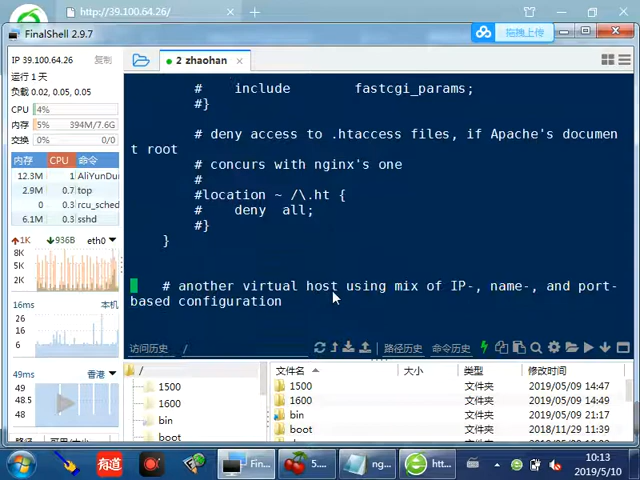 http://39.100.64.26/
FinalShell 2.9.7
拖拽上传
IP 39.100.64.26 复制
运行 1 天
负载 0.02, 0.05, 0.05
CPU 4%
内存 5% 394M/7.6G
交换 0% 0/0
内存 CPU 命令
12.3M 1 AliYunDun
2.9M 0.7 top
0 0.3 rcu_sched
6.1M 0.3 sshd
1K 936B eth0
8K
5K
2K
16ms 本机
26
16
6
49ms 香港
49
48.5
48
2 zhaohan
# include fastcgi_params;
#}
# deny access to .htaccess files, if Apache's documen
t root
# concurs with nginx's one
#
#location ~ /\.ht {
# deny all;
#}
}
# another virtual host using mix of IP-, name-, and port-
based configuration
访问历史 / 路径历史 命令历史
/
1500
1600
bin
boot
文件名 大小 类型 修改时间
1500 文件夹 2019/05/09 14:47
1600 文件夹 2019/05/09 14:46
bin 文件夹 2019/05/09 21:17
boot 文件夹 2018/11/29 11:39
有道
Fin...
5....
ng...
htt...
10:13
2019/5/10